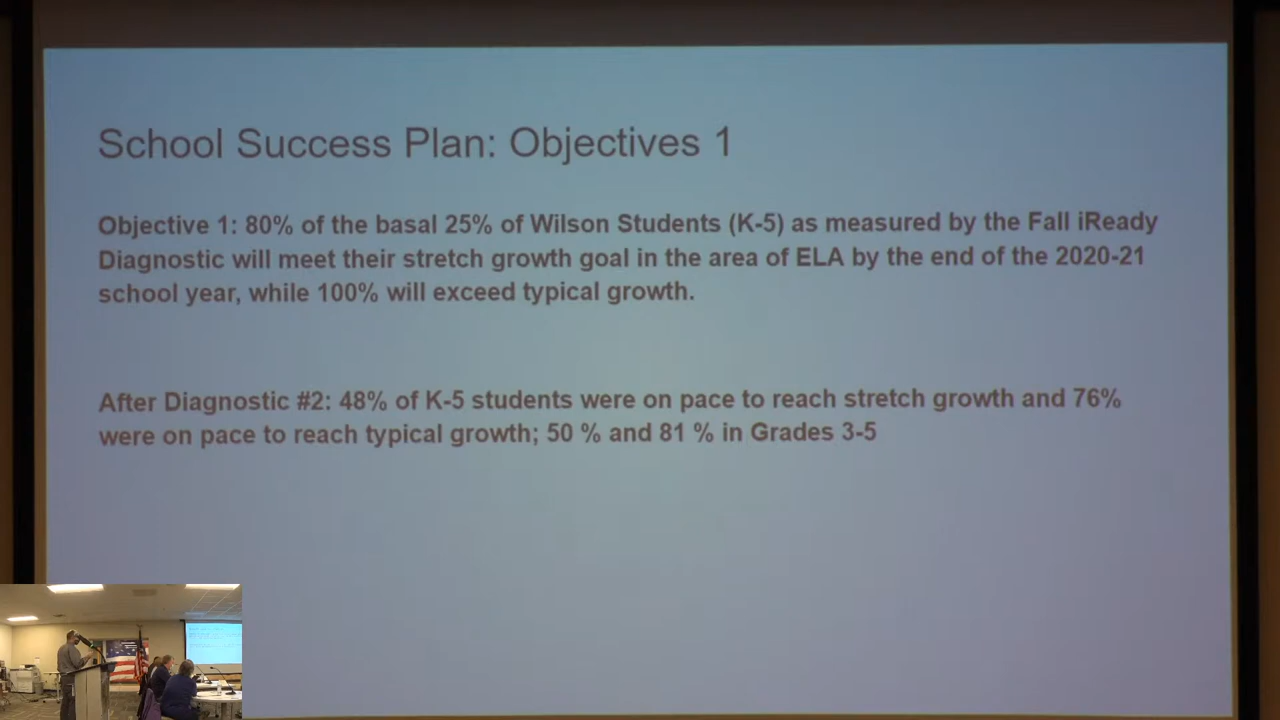 School Success Plan: Objectives 1
Objective 1: 80% of the basal 25% of Wilson Students (K-5) as measured by the Fall iReady
Diagnostic will meet their stretch growth goal in the area of ELA by the end of the 2020-21
school year, while 100% will exceed typical growth.
After Diagnostic #2: 48% of K-5 students were on pace to reach stretch growth and 76%
were on pace to reach typical growth; 50 % and 81 % in Grades 3-5